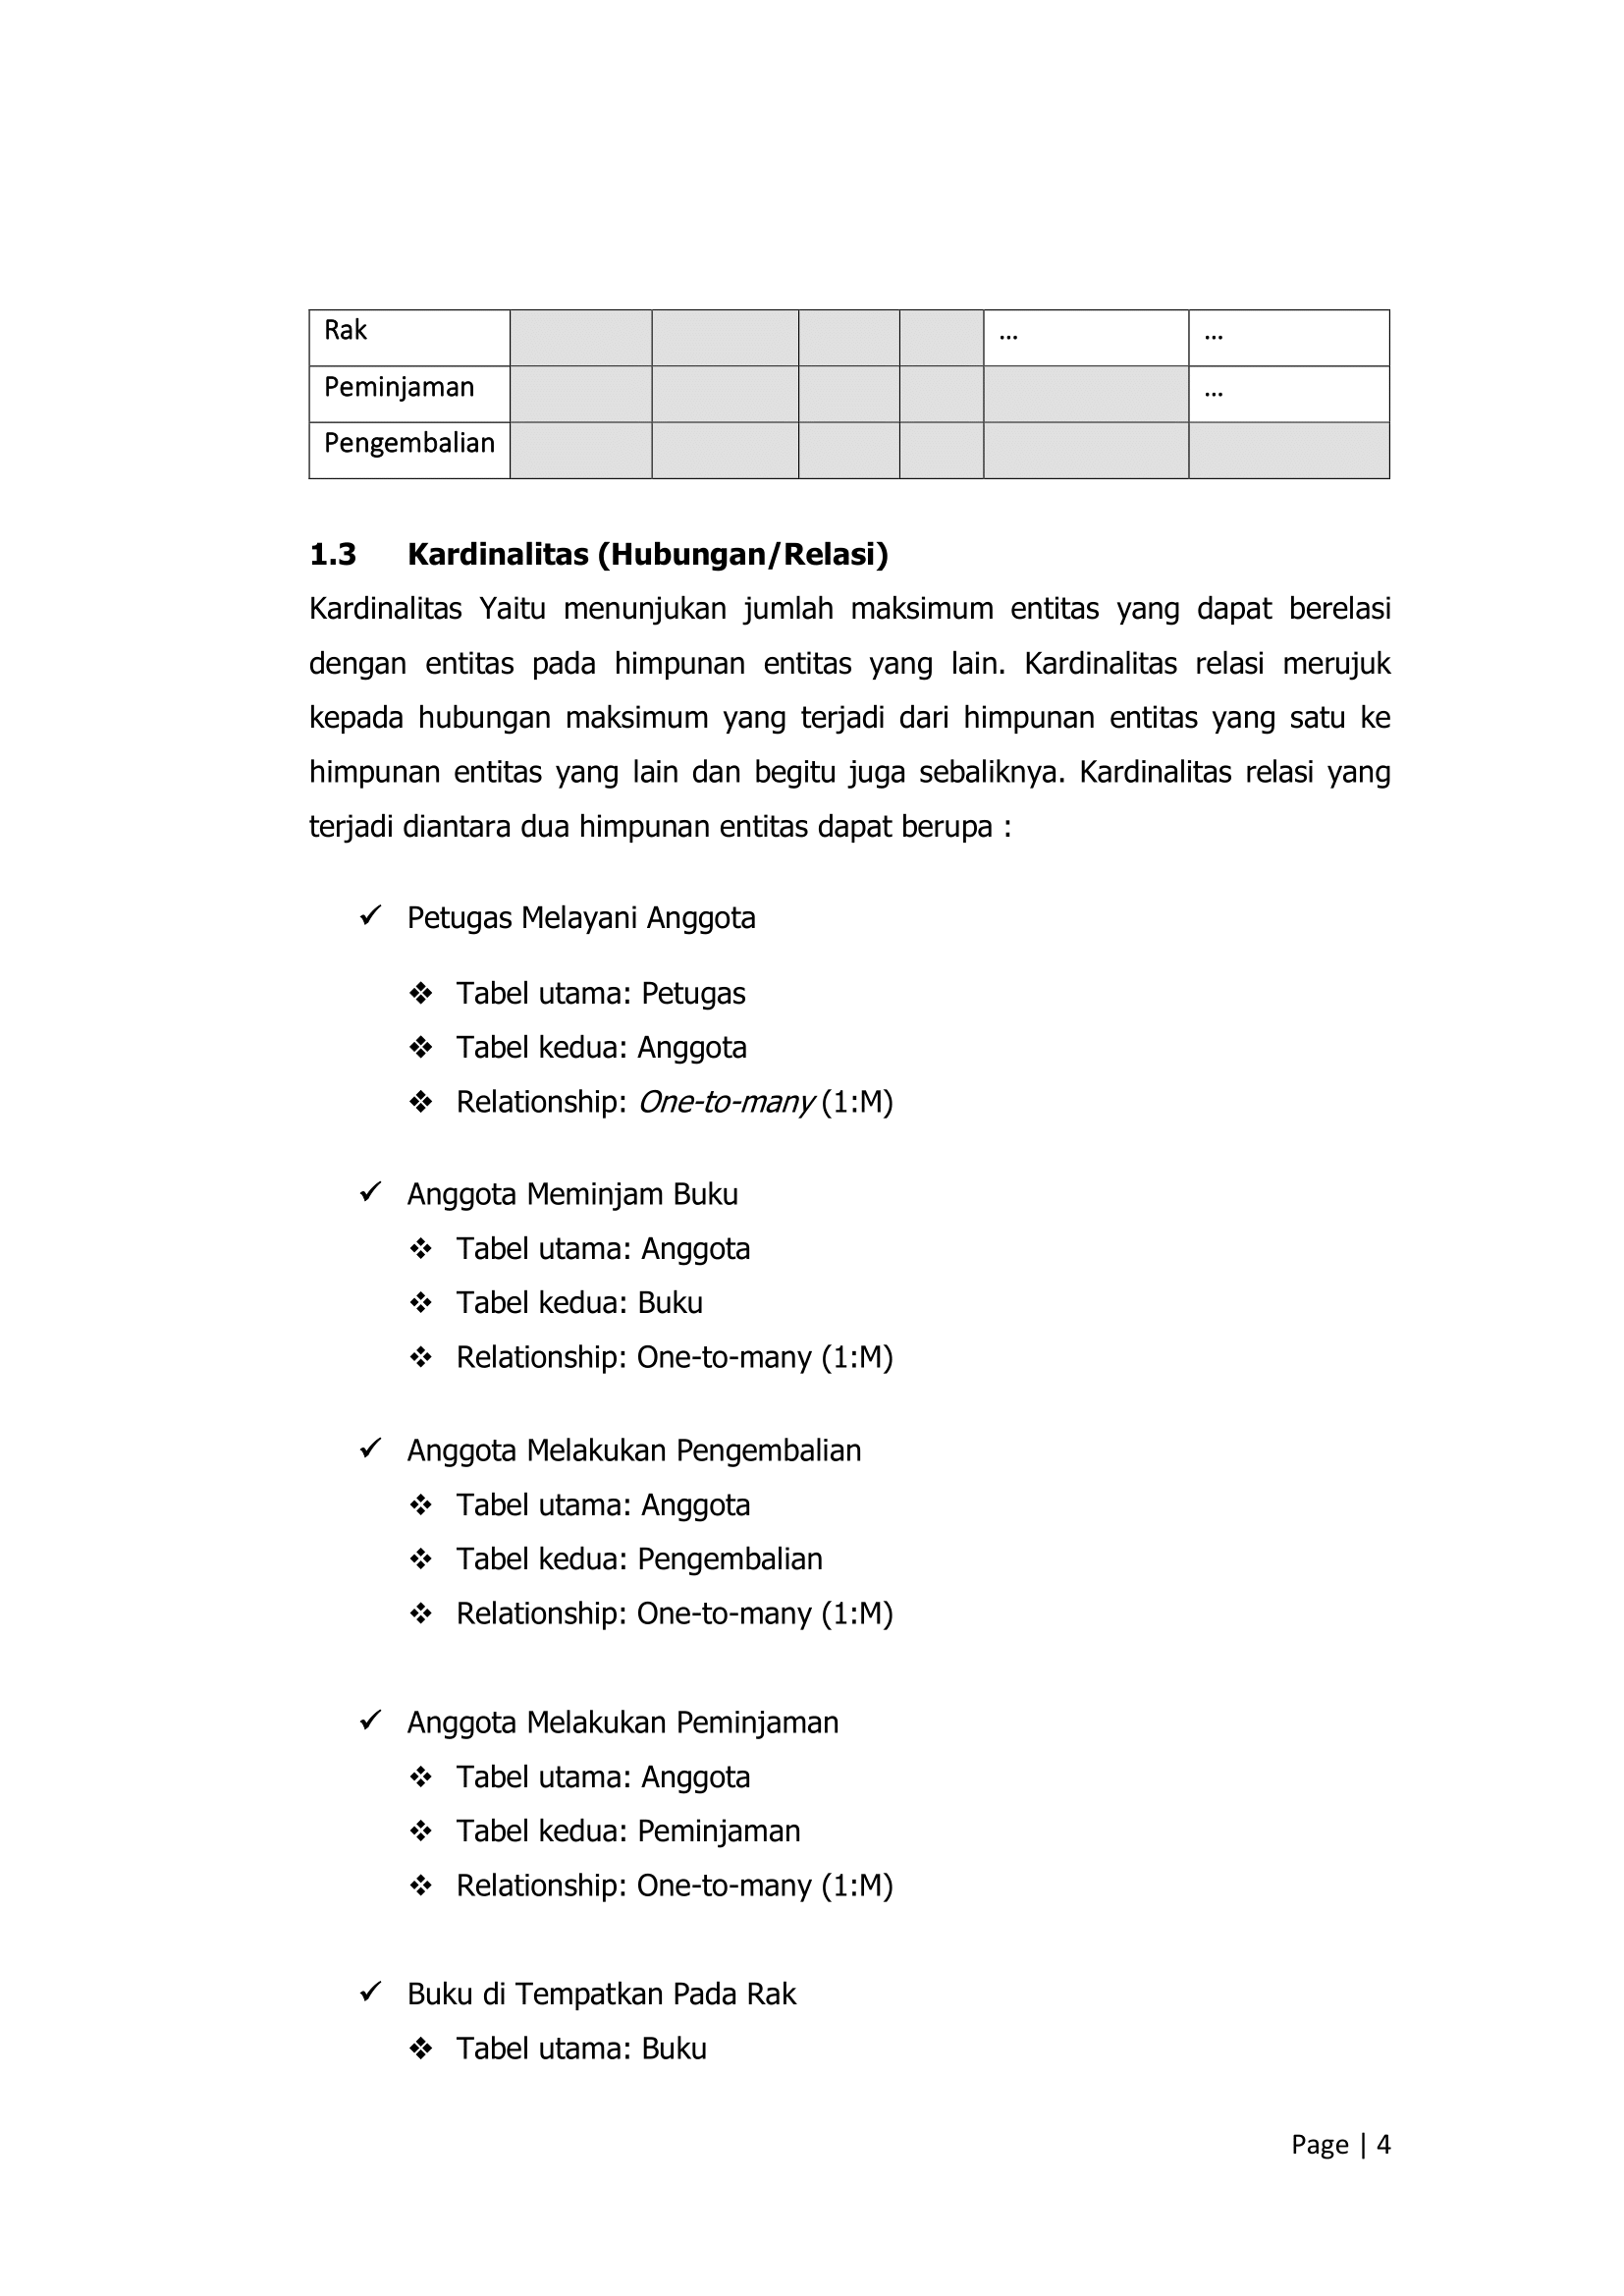 Rak ... ...
Peminjaman ...
Pengembalian
1.3 Kardinalitas (Hubungan/Relasi)
Kardinalitas Yaitu menunjukan jumlah maksimum entitas yang dapat berelasi
dengan entitas pada himpunan entitas yang lain. Kardinalitas relasi merujuk
kepada hubungan maksimum yang terjadi dari himpunan entitas yang satu ke
himpunan entitas yang lain dan begitu juga sebaliknya. Kardinalitas relasi yang
terjadi diantara dua himpunan entitas dapat berupa :
✓ Petugas Melayani Anggota
❖ Tabel utama: Petugas
❖ Tabel kedua: Anggota
❖ Relationship: One-to-many (1:M)
✓ Anggota Meminjam Buku
❖ Tabel utama: Anggota
❖ Tabel kedua: Buku
❖ Relationship: One-to-many (1:M)
✓ Anggota Melakukan Pengembalian
❖ Tabel utama: Anggota
❖ Tabel kedua: Pengembalian
❖ Relationship: One-to-many (1:M)
✓ Anggota Melakukan Peminjaman
❖ Tabel utama: Anggota
❖ Tabel kedua: Peminjaman
❖ Relationship: One-to-many (1:M)
✓ Buku di Tempatkan Pada Rak
❖ Tabel utama: Buku
Page | 4